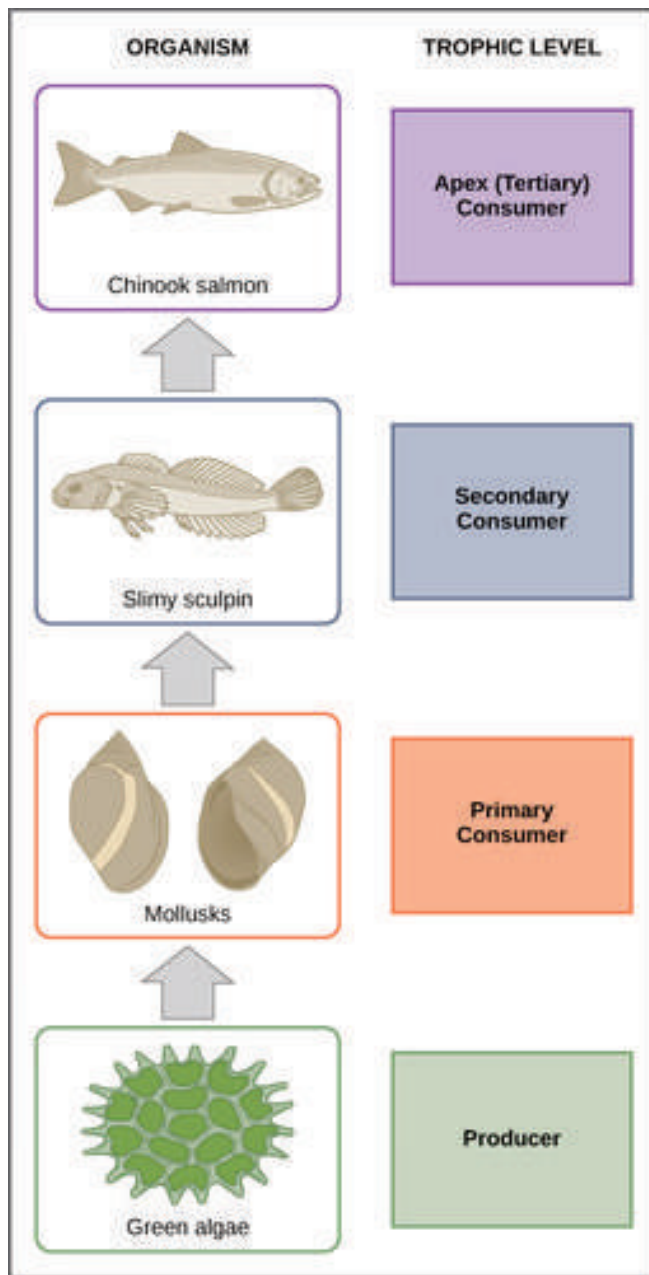 ORGANISM
TROPHIC LEVEL
Chinook salmon
Apex (Tertiary)
Consumer
Slimy sculpin
Secondary
Consumer
Mollusks
Primary
Consumer
Green algae
Producer